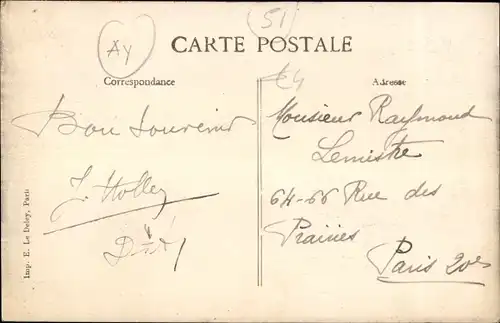 AY
51
CARTE POSTALE
Correspondance
Adresse
Bon Souvenir
Monsieur Raymond
Lemistre
64-66 Rue des
Prairies
Paris 20e
Imp. E. Le Deley, Paris